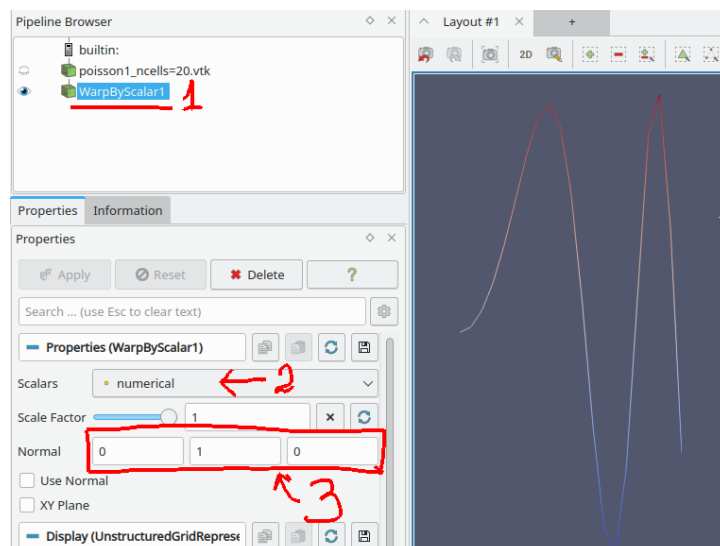 Pipeline Browser
Layout #1 × +
builtin:
poisson1_ncells=20.vtk
WarpByScalar1
1
2D
Properties Information
Properties
Apply Reset Delete ?
Search ... (use Esc to clear text)
Properties (WarpByScalar1)
Scalars numerical
2
Scale Factor 1
Normal 0 1 0
Use Normal
3
XY Plane
Display (UnstructuredGridReprese